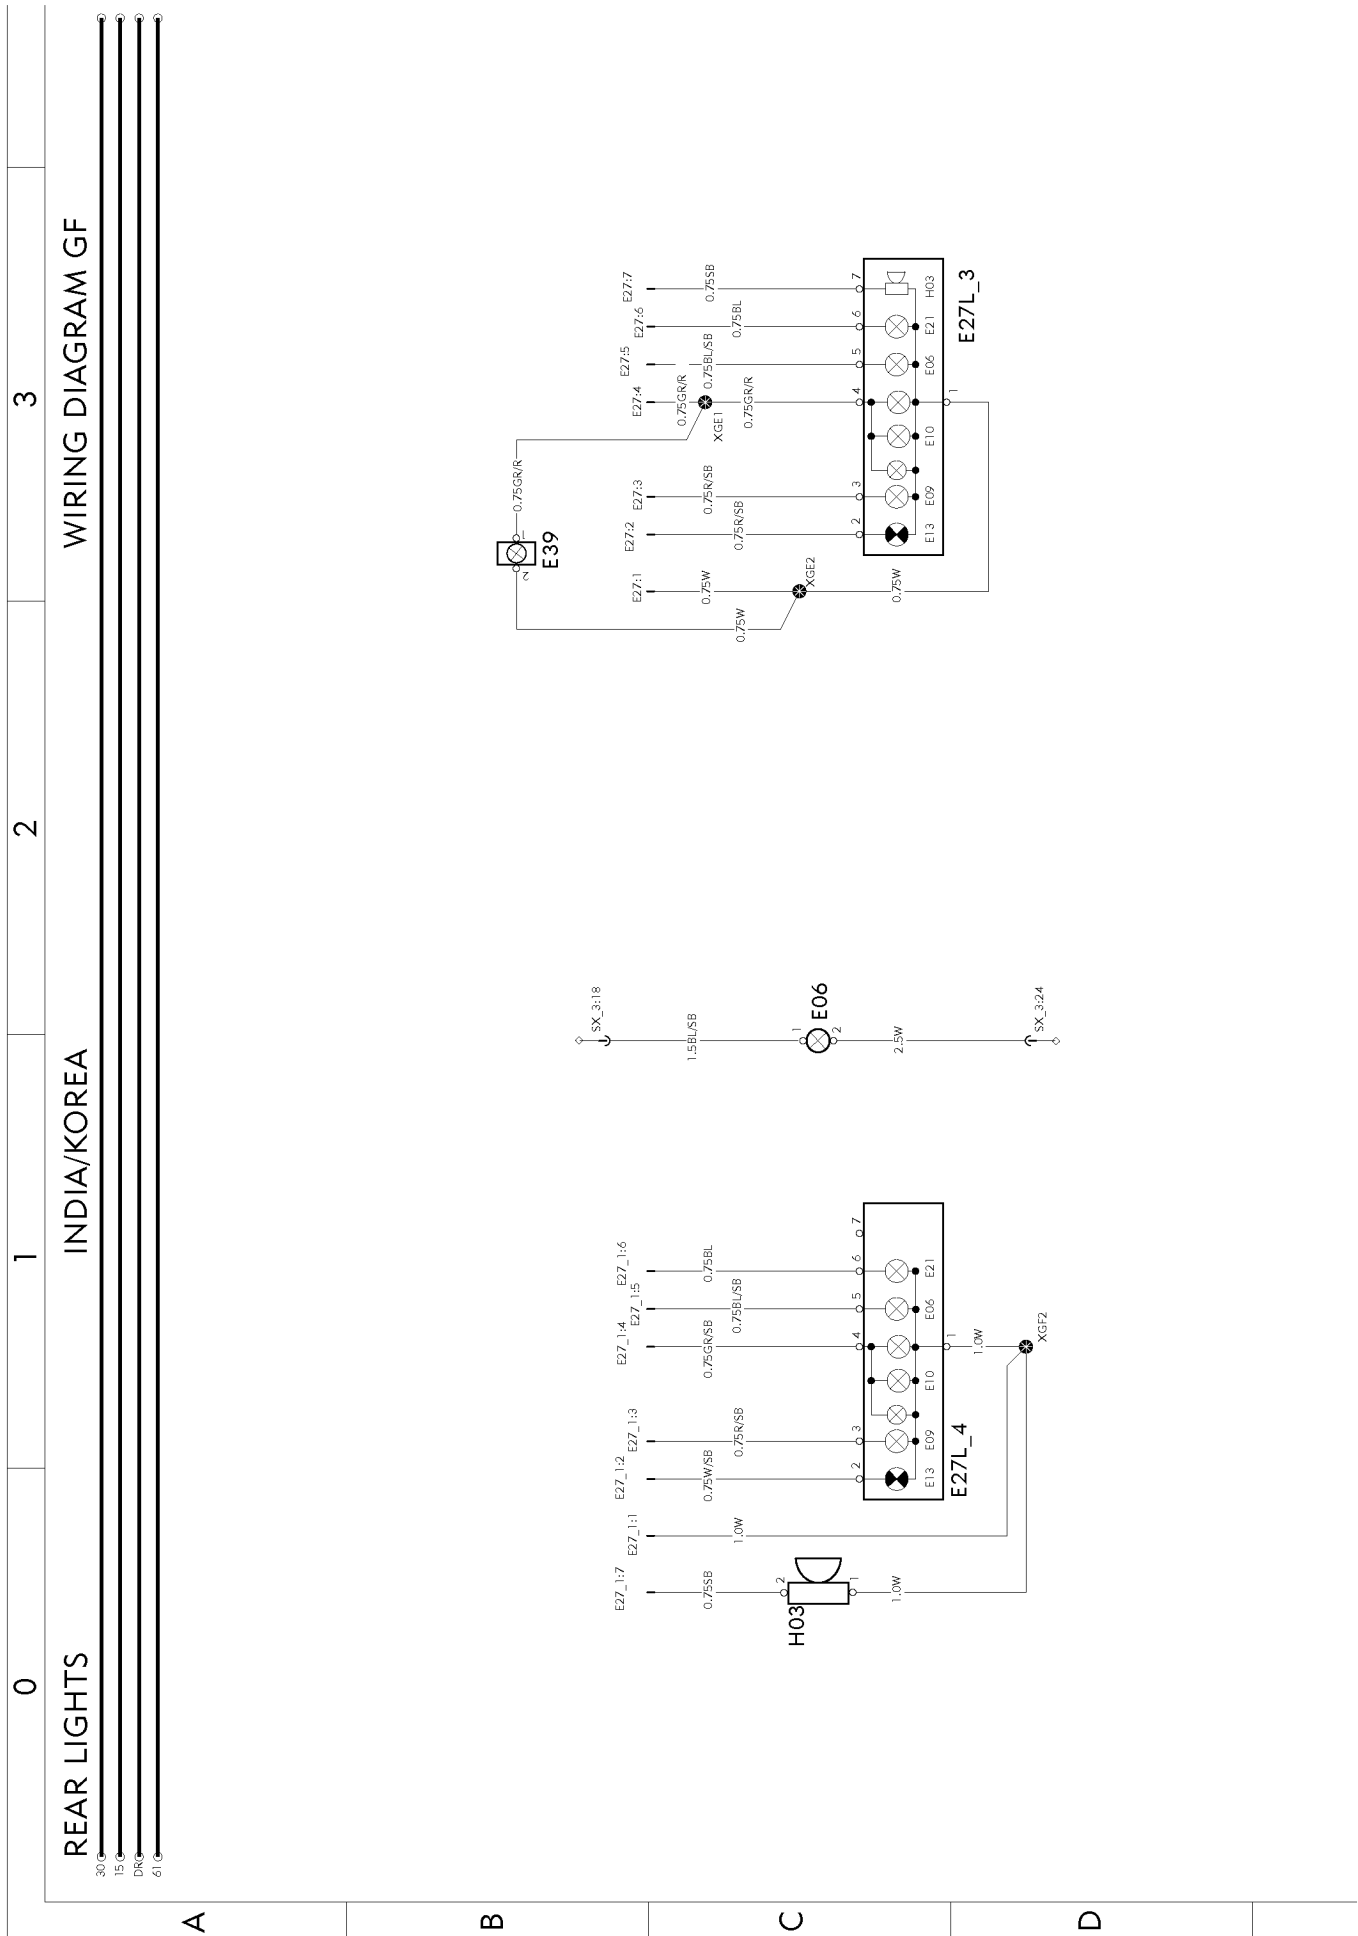 0
1
2
3
REAR LIGHTS
INDIA/KOREA
WIRING DIAGRAM GF
30
15
DR
61
A
B
C
D
E39
2
1
0.75GR/R
E27_1:7
E27_1:1
E27_1:2
E27_1:3
E27_1:4
E27_1:5
E27_1:6
SX_3:18
E27:1
E27:2
E27:3
E27:4
E27:5
E27:6
E27:7
0.75SB
1.0W
0.75W/SB
0.75R/SB
0.75GR/SB
0.75BL/SB
0.75BL
1.5BL/SB
0.75W
0.75W
0.75R/SB
0.75R/SB
0.75GR/R
XGE1
0.75GR/R
0.75BL/SB
0.75BL
0.75SB
H03
2
1
1.0W
2
3
4
5
6
7
E13
E09
E10
E06
E21
E27L_4
1
1.0W
XGF2
1
2
E06
2.5W
SX_3:24
XGE2
0.75W
2
3
4
5
6
7
E13
E09
E10
E06
E21
H03
1
E27L_3